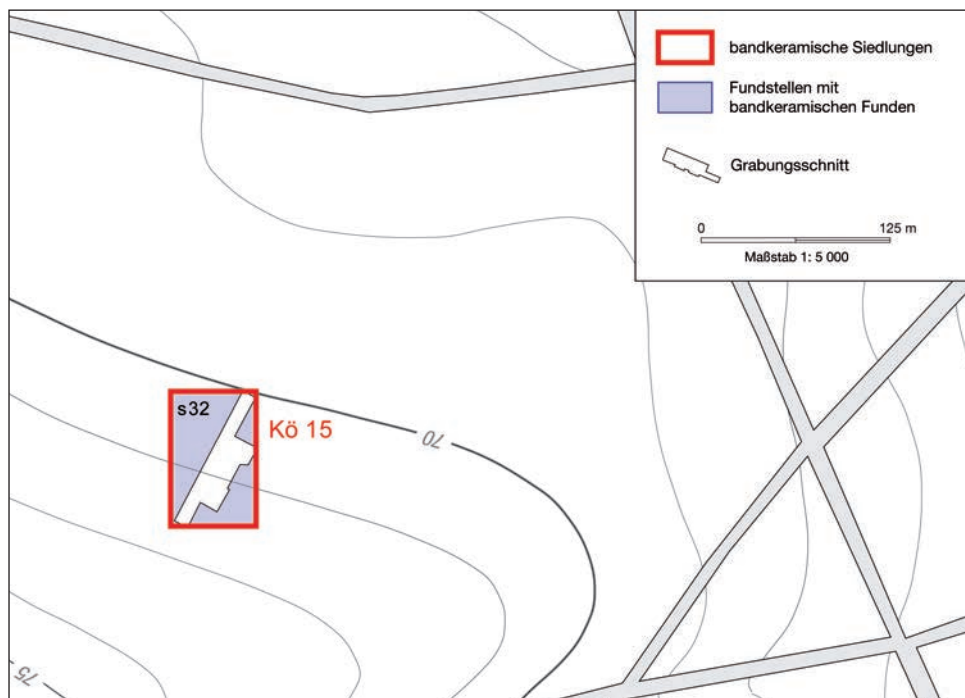 bandkeramische Siedlungen
Fundstellen mit
bandkeramischen Funden
Grabungsschnitt
0 125 m
Maßstab 1: 5 000
s32
Kö 15
70
75